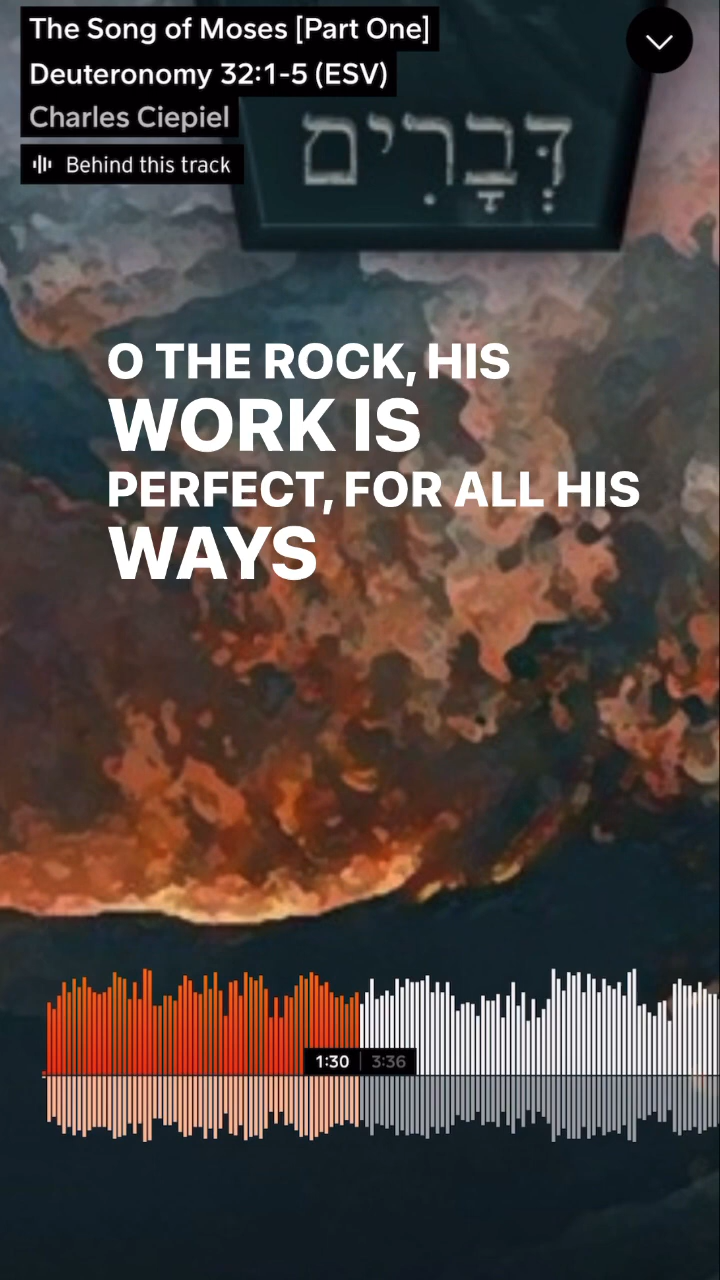 The Song of Moses [Part One]
Deuteronomy 32:1-5 (ESV)
Charles Ciepiel
Behind this track
דְּבָרִים
O THE ROCK, HIS
WORK IS
PERFECT, FOR ALL HIS
WAYS
1:30 3:36